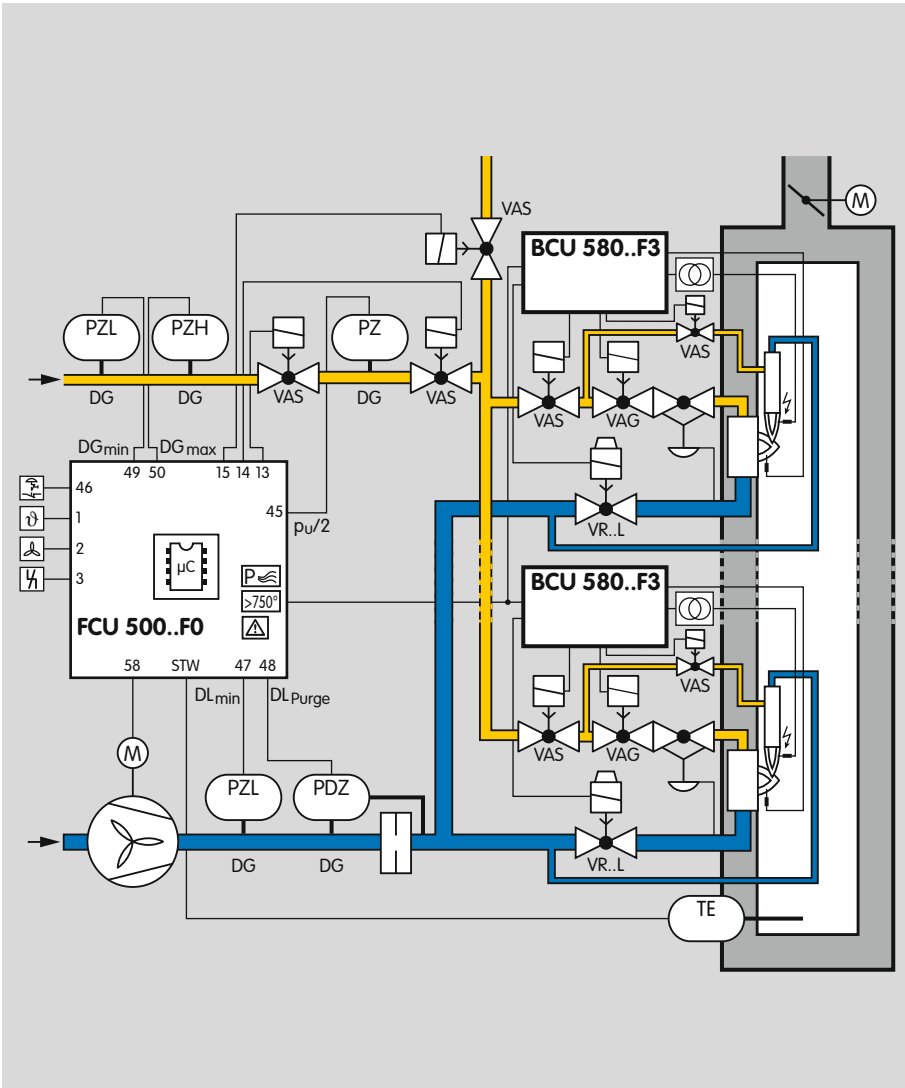 VAS
M
BCU 580..F3
PZL
PZH
PZ
VAS
DG
DG
VAS
DG
VAS
VAS
VAG
DGmin
49
50
DGmax
15
14
13
46
45
pu/2
VR..L
1
2
3
µC
P
>750°
BCU 580..F3
FCU 500..F0
58
STW
47
48
VAS
DLmin
DLPurge
M
VAS
VAG
PZL
PDZ
DG
DG
VR..L
TE